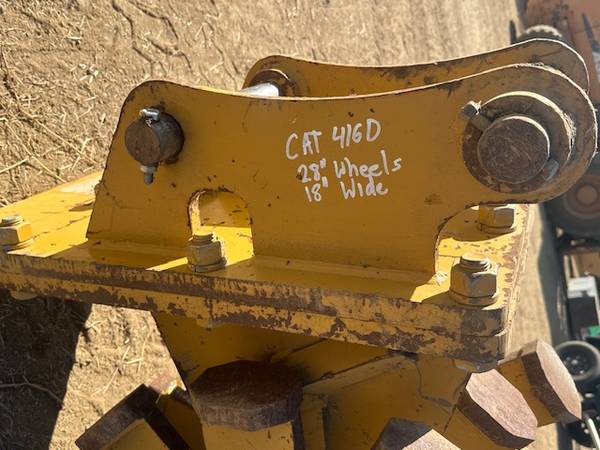 CAT 416D
28" Wheels
18" Wide